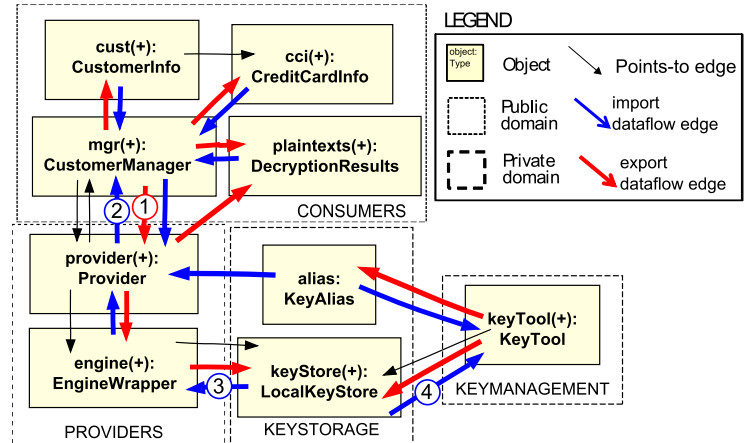 cust(+):
CustomerInfo
cci(+):
CreditCardInfo
mgr(+):
CustomerManager
plaintexts(+):
DecryptionResults
CONSUMERS
2
1
provider(+):
Provider
alias:
KeyAlias
keyTool(+):
KeyTool
engine(+):
EngineWrapper
keyStore(+):
LocalKeyStore
3
4
PROVIDERS
KEYSTORAGE
KEYMANAGEMENT
LEGEND
object:
Type
Object
Points-to edge
Public
domain
import
dataflow edge
Private
domain
export
dataflow edge